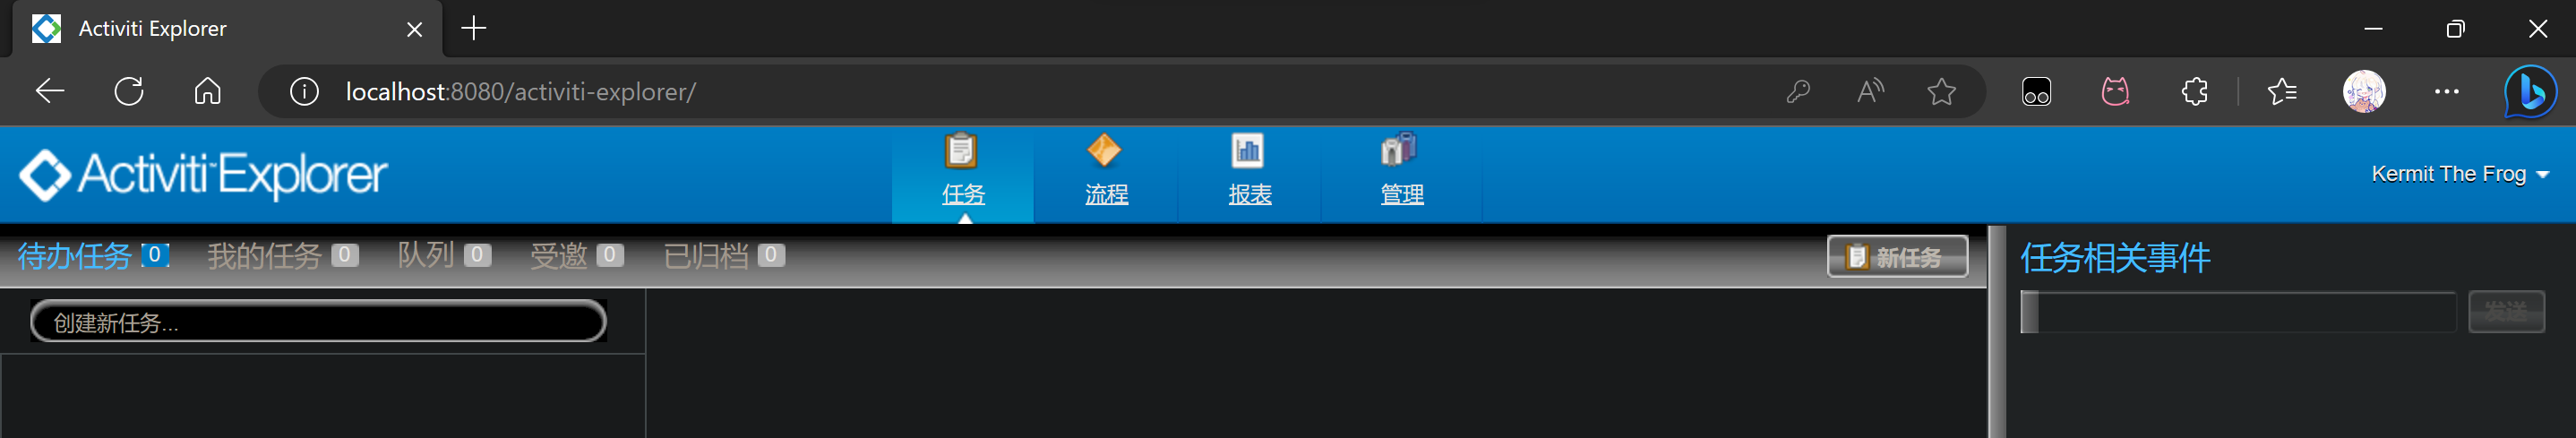 Activiti Explorer
localhost:8080/activiti-explorer/
Activiti™ Explorer
任务 流程 报表 管理
Kermit The Frog
待办任务 0 我的任务 0 队列 0 受邀 0 已归档 0 新任务
任务相关事件
创建新任务...
发送